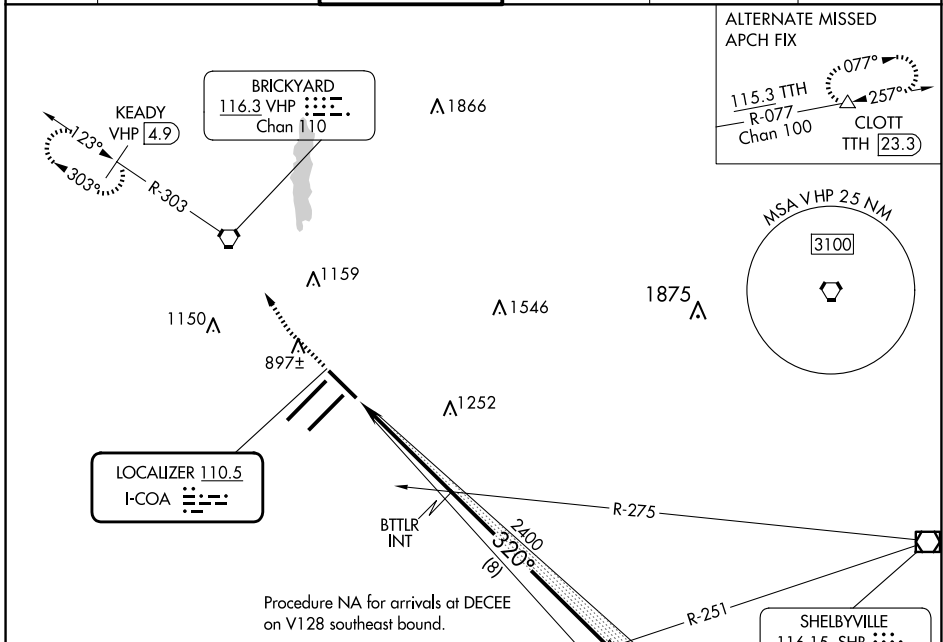 ALTERNATE MISSED
APCH FIX
077°
257°
115.3 TTH
R-077
Chan 100
CLOTT
TTH 23.3
BRICKYARD
116.3 VHP
Chan 110
KEADY
VHP 4.9
123°
303°
R-303
1866
MSA VHP 25 NM
3100
1159
1150
897±
1546
1875
1252
LOCALIZER 110.5
I-COA
BTTLR
INT
R-275
2400
320°
(8)
R-251
Procedure NA for arrivals at DECEE
on V128 southeast bound.
SHELBYVILLE
116.15 SHB